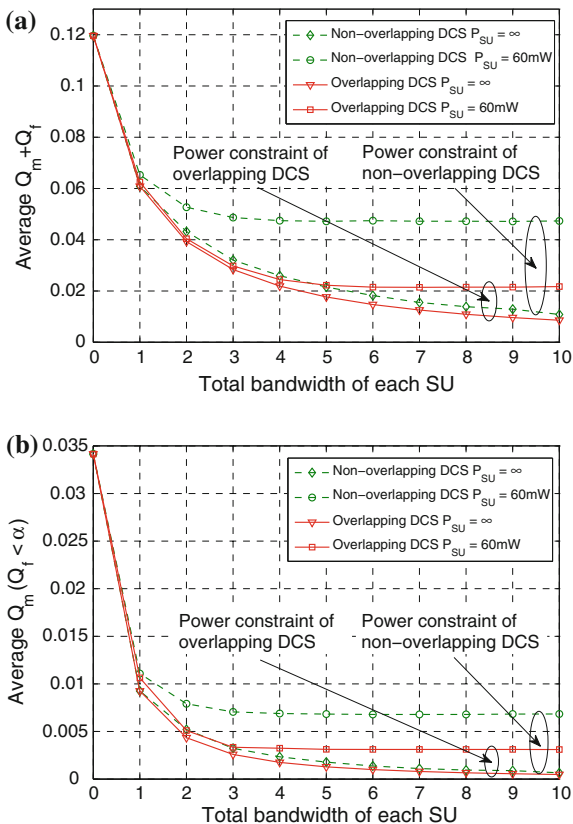 (a)
Non-overlapping DCS P_SU = ∞
Non-overlapping DCS P_SU = 60mW
Overlapping DCS P_SU = ∞
Overlapping DCS P_SU = 60mW
Power constraint of
overlapping DCS
Power constraint of
non-overlapping DCS
0.12
0.1
0.08
0.06
0.04
0.02
0
Average Q_m+Q_f
0 1 2 3 4 5 6 7 8 9 10
Total bandwidth of each SU
(b)
Non-overlapping DCS P_SU = ∞
Non-overlapping DCS P_SU = 60mW
Overlapping DCS P_SU = ∞
Overlapping DCS P_SU = 60mW
Power constraint of
overlapping DCS
Power constraint of
non-overlapping DCS
0.035
0.03
0.025
0.02
0.015
0.01
0.005
0
Average Q_m (Q_f < α)
0 1 2 3 4 5 6 7 8 9 10
Total bandwidth of each SU